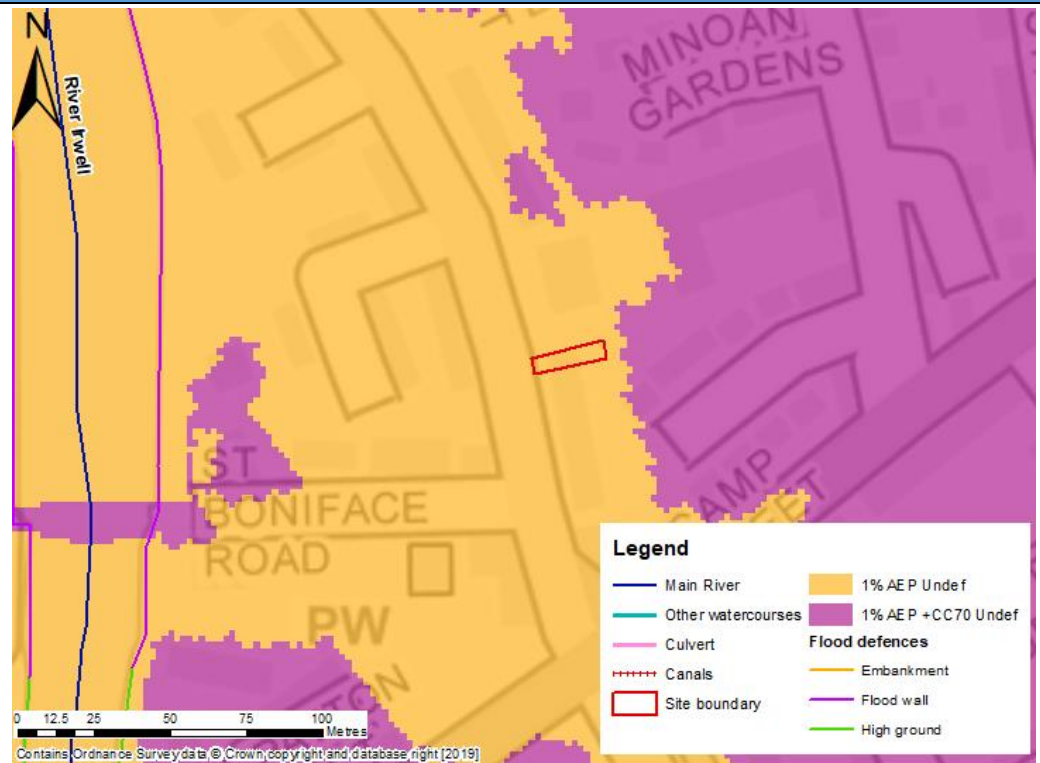 N
River Irwell
MINOAN
GARDENS
ST
BONIFACE
ROAD
PW
CAMP
Legend
Main River
Other watercourses
Culvert
Canals
Site boundary
1% AEP Undef
1% AEP +CC70 Undef
Flood defences
Embankment
Flood wall
High ground
0 12.5 25 50 75 100
Metres
Contains Ordnance Survey data © Crown copyright and database right [2019]